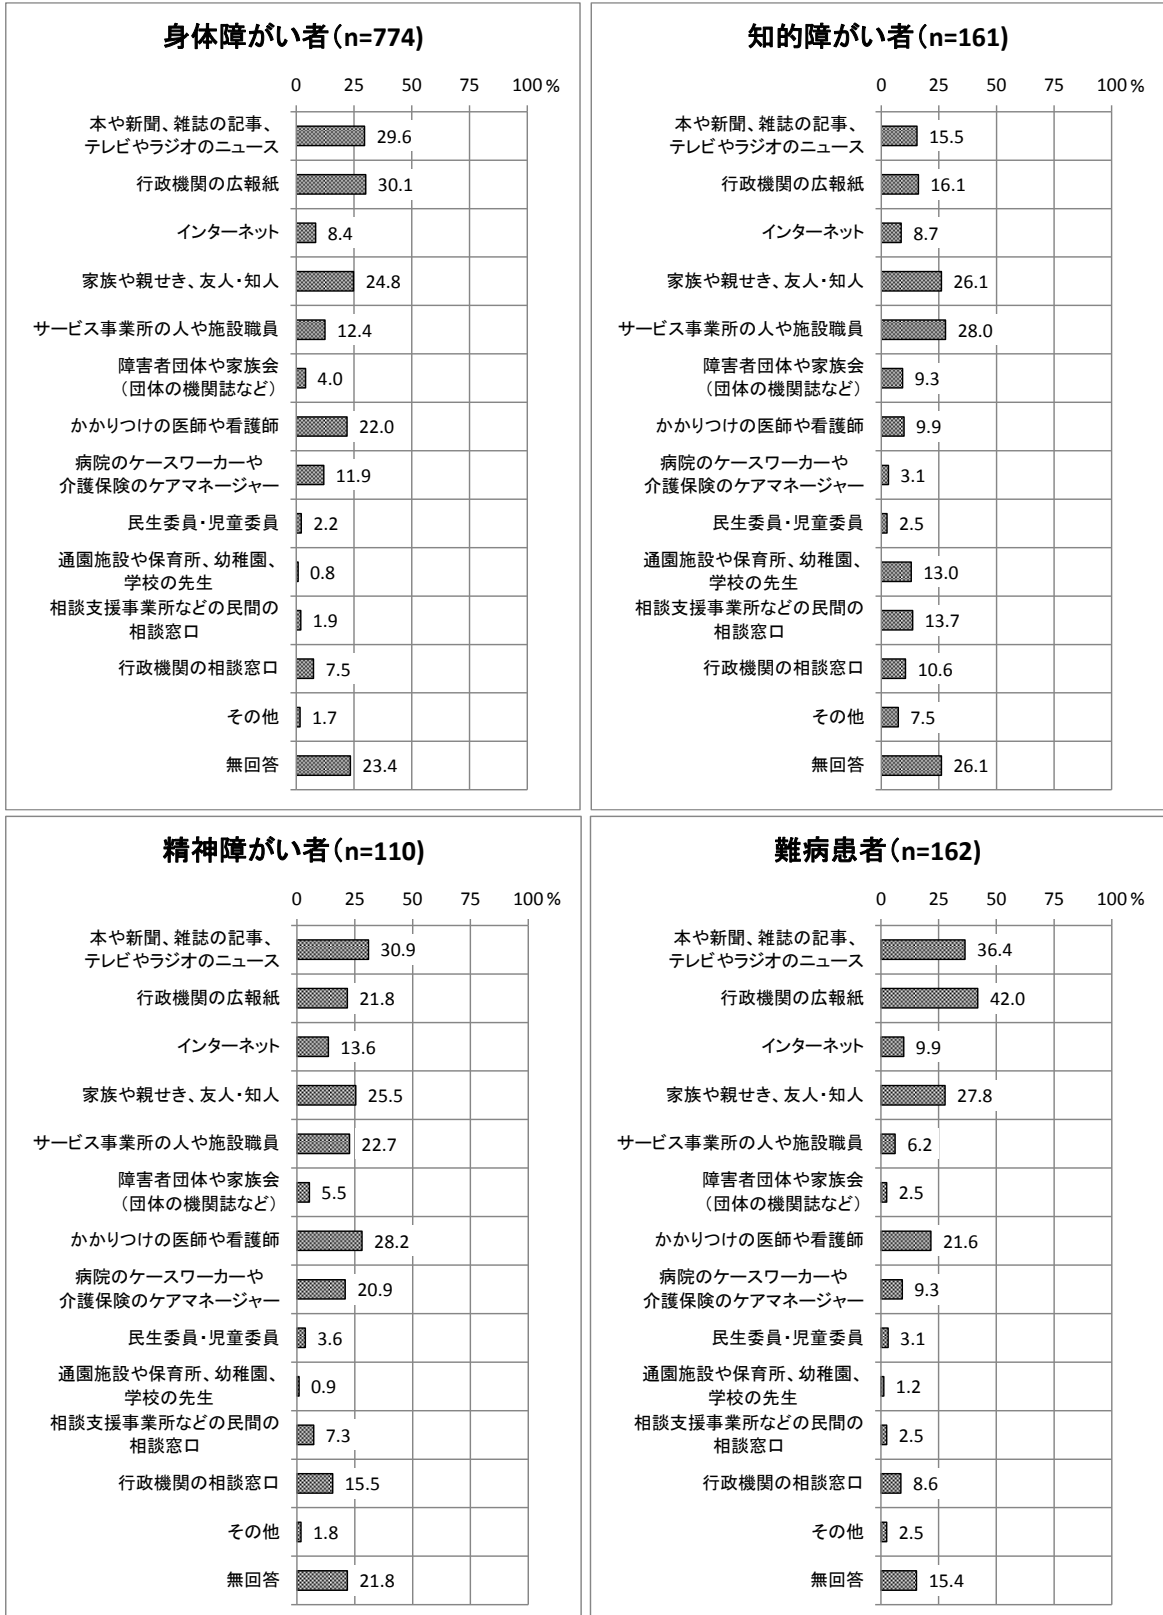 身体障がい者(n=774)
0 25 50 75 100 %
本や新聞、雑誌の記事、
テレビやラジオのニュース
29.6
行政機関の広報紙 30.1
インターネット 8.4
家族や親せき、友人・知人 24.8
サービス事業所の人や施設職員 12.4
障害者団体や家族会
(団体の機関誌など)
4.0
かかりつけの医師や看護師 22.0
病院のケースワーカーや
介護保険のケアマネージャー
11.9
民生委員・児童委員 2.2
通園施設や保育所、幼稚園、
学校の先生
0.8
相談支援事業所などの民間の
相談窓口
1.9
行政機関の相談窓口 7.5
その他 1.7
無回答 23.4
知的障がい者(n=161)
0 25 50 75 100 %
本や新聞、雑誌の記事、
テレビやラジオのニュース
15.5
行政機関の広報紙 16.1
インターネット 8.7
家族や親せき、友人・知人 26.1
サービス事業所の人や施設職員 28.0
障害者団体や家族会
(団体の機関誌など)
9.3
かかりつけの医師や看護師 9.9
病院のケースワーカーや
介護保険のケアマネージャー
3.1
民生委員・児童委員 2.5
通園施設や保育所、幼稚園、
学校の先生
13.0
相談支援事業所などの民間の
相談窓口
13.7
行政機関の相談窓口 10.6
その他 7.5
無回答 26.1
精神障がい者(n=110)
0 25 50 75 100 %
本や新聞、雑誌の記事、
テレビやラジオのニュース
30.9
行政機関の広報紙 21.8
インターネット 13.6
家族や親せき、友人・知人 25.5
サービス事業所の人や施設職員 22.7
障害者団体や家族会
(団体の機関誌など)
5.5
かかりつけの医師や看護師 28.2
病院のケースワーカーや
介護保険のケアマネージャー
20.9
民生委員・児童委員 3.6
通園施設や保育所、幼稚園、
学校の先生
0.9
相談支援事業所などの民間の
相談窓口
7.3
行政機関の相談窓口 15.5
その他 1.8
無回答 21.8
難病患者(n=162)
0 25 50 75 100 %
本や新聞、雑誌の記事、
テレビやラジオのニュース
36.4
行政機関の広報紙 42.0
インターネット 9.9
家族や親せき、友人・知人 27.8
サービス事業所の人や施設職員 6.2
障害者団体や家族会
(団体の機関誌など)
2.5
かかりつけの医師や看護師 21.6
病院のケースワーカーや
介護保険のケアマネージャー
9.3
民生委員・児童委員 3.1
通園施設や保育所、幼稚園、
学校の先生
1.2
相談支援事業所などの民間の
相談窓口
2.5
行政機関の相談窓口 8.6
その他 2.5
無回答 15.4